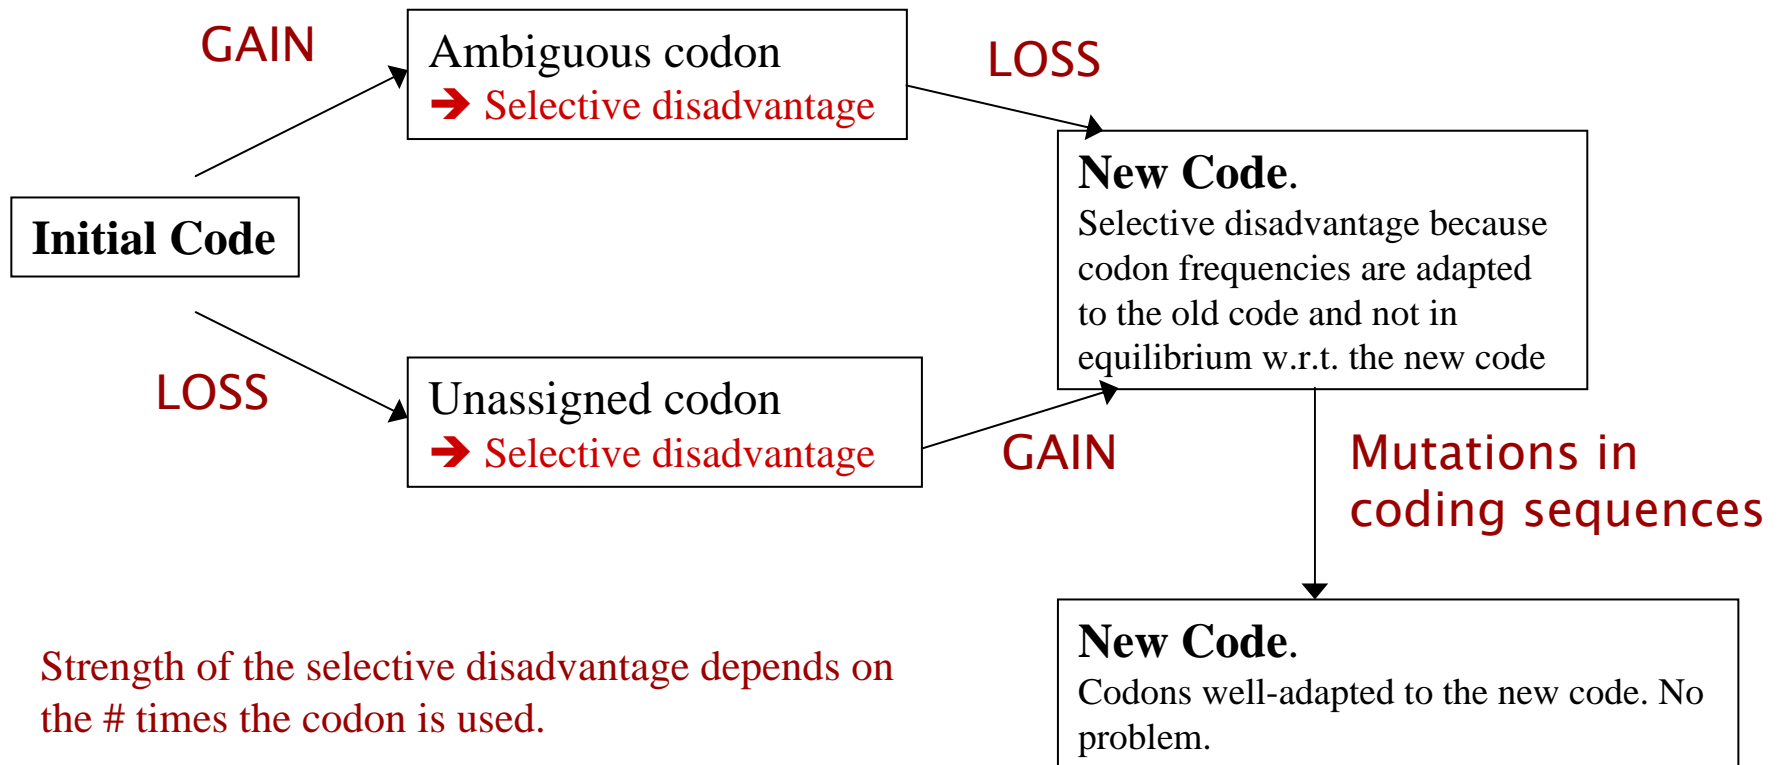 GAIN
Ambiguous codon
➔ Selective disadvantage
LOSS
Initial Code
New Code.
Selective disadvantage because
codon frequencies are adapted
to the old code and not in
equilibrium w.r.t. the new code
LOSS
Unassigned codon
➔ Selective disadvantage
GAIN
Mutations in
coding sequences
Strength of the selective disadvantage depends on
the # times the codon is used.
New Code.
Codons well-adapted to the new code. No
problem.